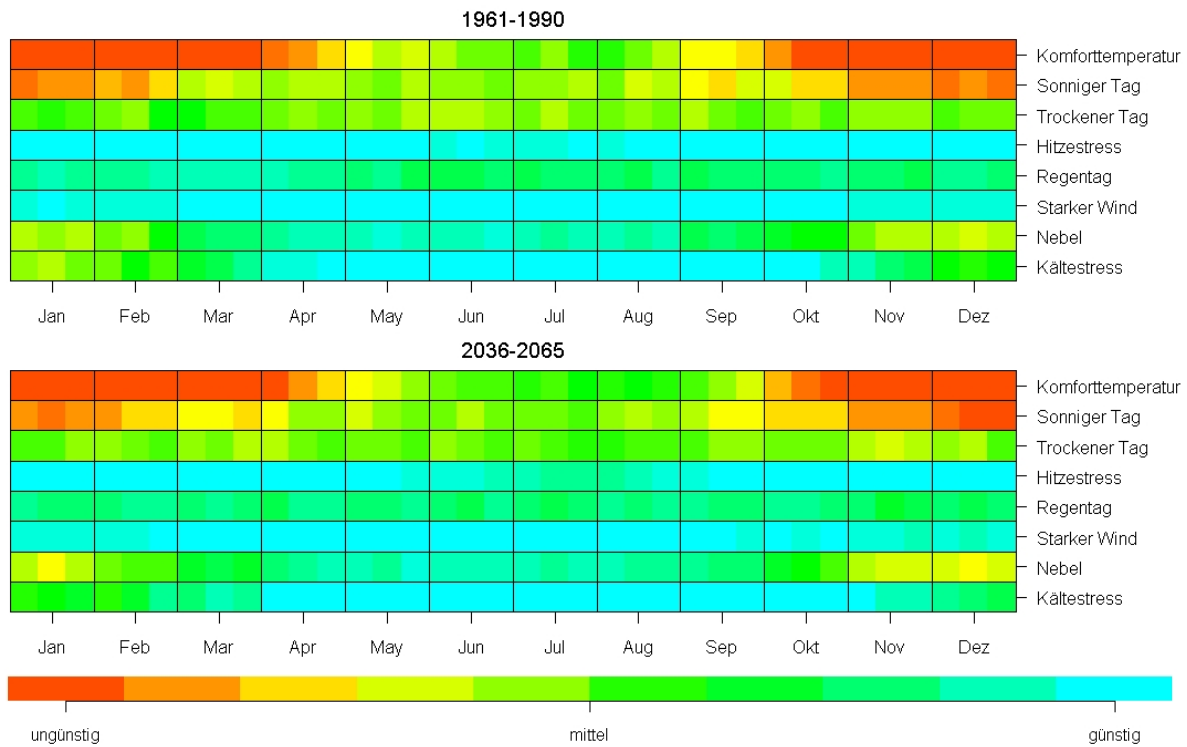 1961-1990
Komforttemperatur
Sonniger Tag
Trockener Tag
Hitzestress
Regentag
Starker Wind
Nebel
Kältestress
Jan Feb Mar Apr May Jun Jul Aug Sep Okt Nov Dez
2036-2065
Komforttemperatur
Sonniger Tag
Trockener Tag
Hitzestress
Regentag
Starker Wind
Nebel
Kältestress
Jan Feb Mar Apr May Jun Jul Aug Sep Okt Nov Dez
ungünstig mittel günstig